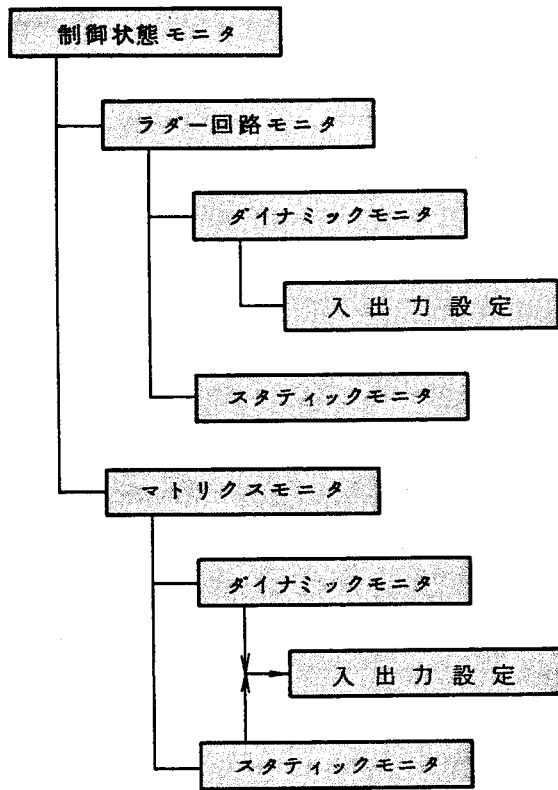 制御状態モニタ
ラダー回路モニタ
ダイナミックモニタ
入出力設定
スタティックモニタ
マトリクスモニタ
ダイナミックモニタ
入出力設定
スタティックモニタ